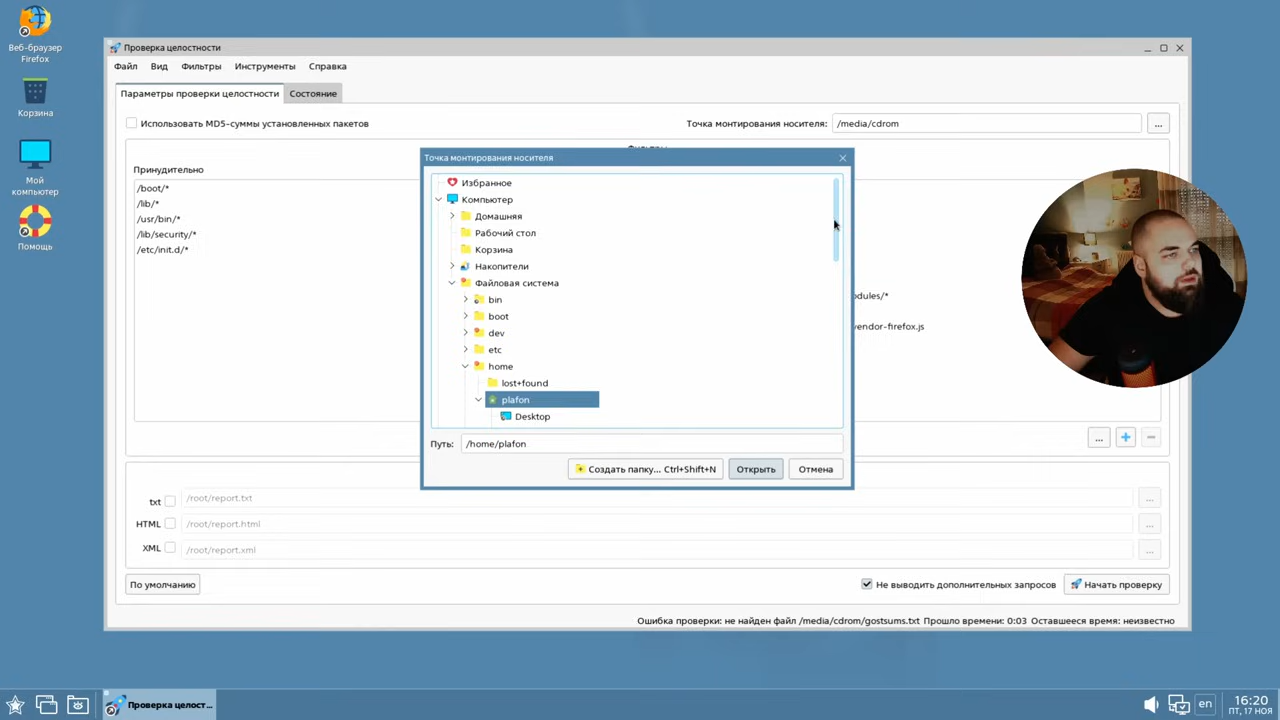 Веб-браузер
Firefox
Корзина
Мой
компьютер
Помощь
Проверка целостности
Файл Вид Фильтры Инструменты Справка
Параметры проверки целостности Состояние
Использовать MD5-суммы установленных пакетов Точка монтирования носителя: /media/cdrom ...
Принудительно
/boot/*
/lib/*
/usr/bin/*
/lib/security/*
/etc/init.d/*
Точка монтирования носителя
Избранное
Компьютер
Домашняя
Рабочий стол
Корзина
Накопители
Файловая система
bin
boot
dev
etc
home
lost+found
plafon
Desktop
Путь: /home/plafon
Создать папку... Ctrl+Shift+N Открыть Отмена
odules/*
vendor-firefox.js
...
txt /root/report.txt ...
HTML /root/report.html ...
XML /root/report.xml ...
По умолчанию Не выводить дополнительных запросов Начать проверку
Ошибка проверки: не найден файл /media/cdrom/gostsums.txt Прошло времени: 0:03 Оставшееся время: неизвестно
Проверка целост...
en
16:20
ПТ, 17 НОЯ